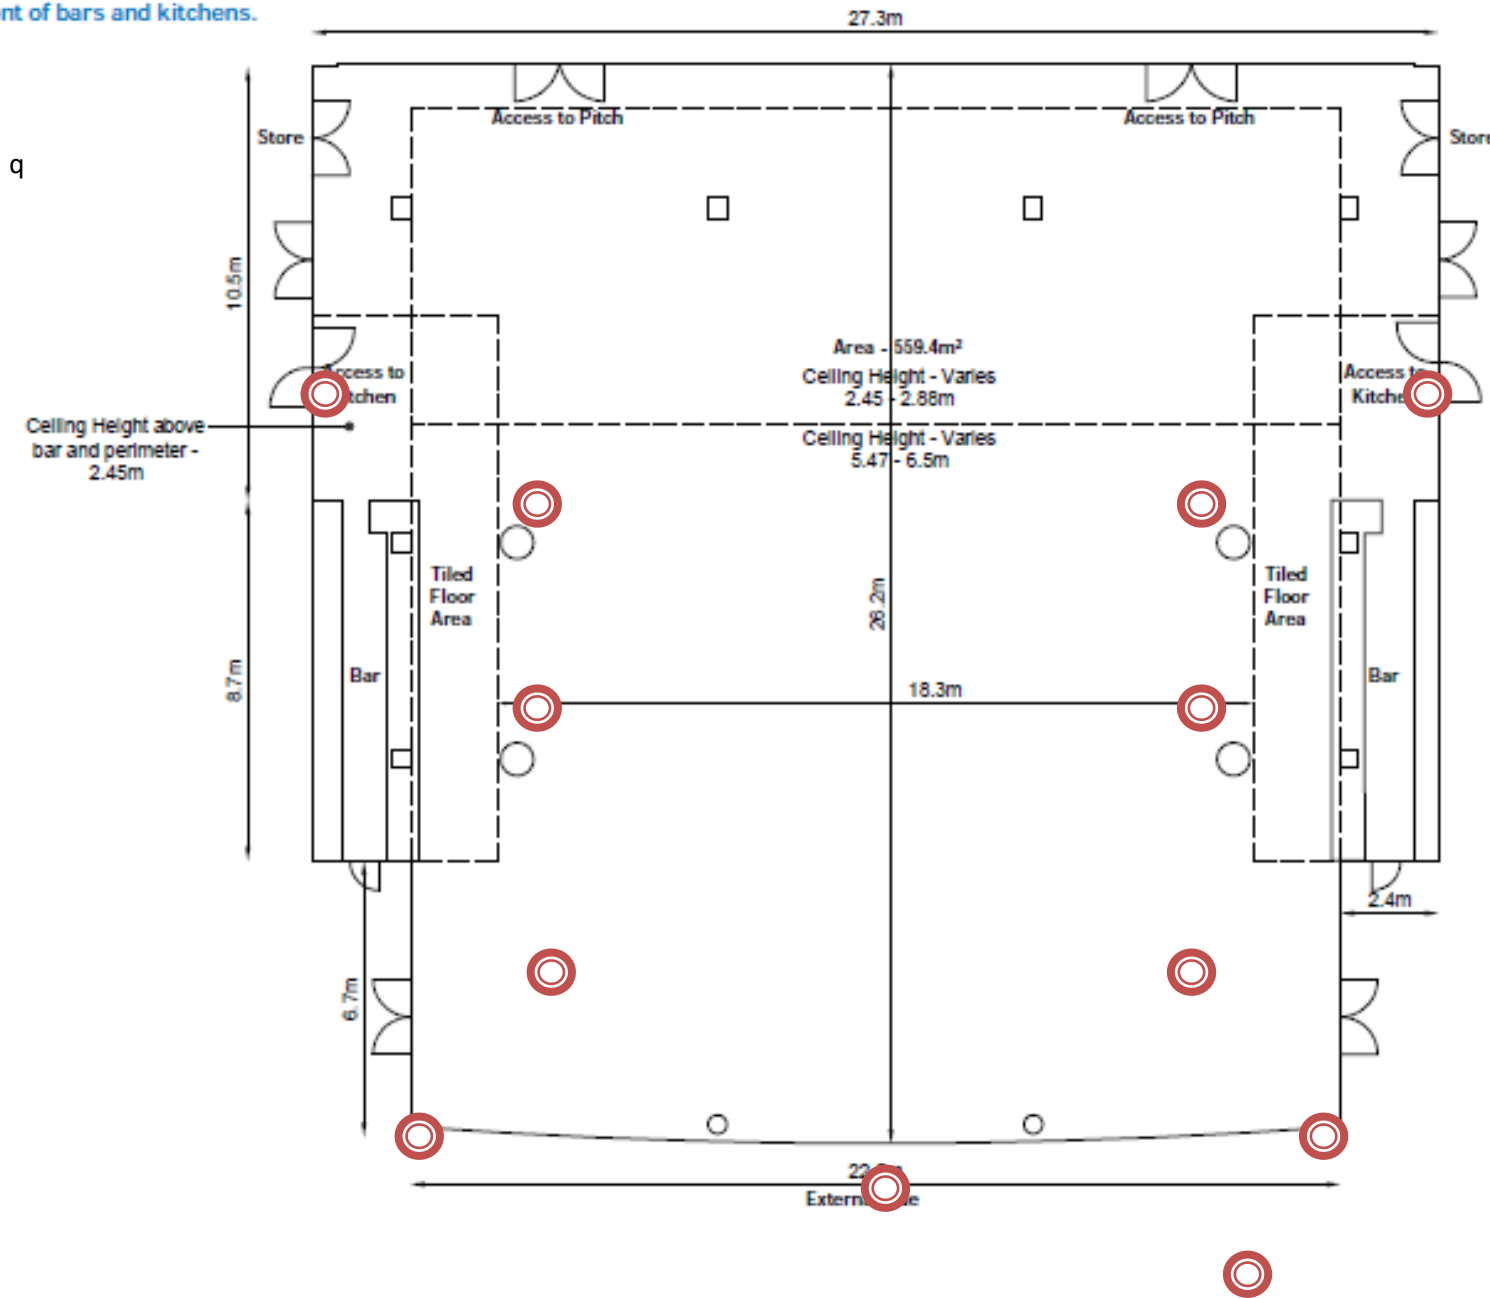 nt of bars and kitchens.
27.3m
Access to Pitch
Access to Pitch
Store
Store
q
10.5m
Area - 559.4m²
Ceiling Height - Varies
2.45 - 2.88m
Access to
tchen
Access to
Kitche
Ceiling Height above
bar and perimeter -
2.45m
Ceiling Height - Varies
5.47 - 6.5m
Tiled
Floor
Area
Tiled
Floor
Area
26.2m
8.7m
Bar
18.3m
Bar
2.4m
6.7m
22
Extern